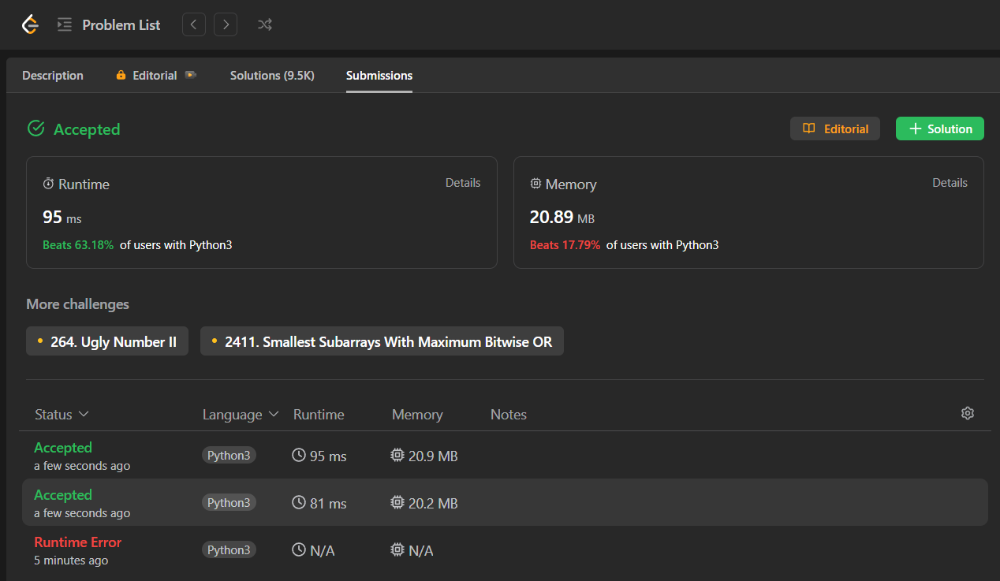 Problem List
Description Editorial Solutions (9.5K) Submissions
Accepted Editorial Solution
Runtime Details Memory Details
95 ms 20.89 MB
Beats 63.18% of users with Python3 Beats 17.79% of users with Python3
More challenges
264. Ugly Number II 2411. Smallest Subarrays With Maximum Bitwise OR
Status Language Runtime Memory Notes
Accepted
a few seconds ago Python3 95 ms 20.9 MB
Accepted
a few seconds ago Python3 81 ms 20.2 MB
Runtime Error
5 minutes ago Python3 N/A N/A